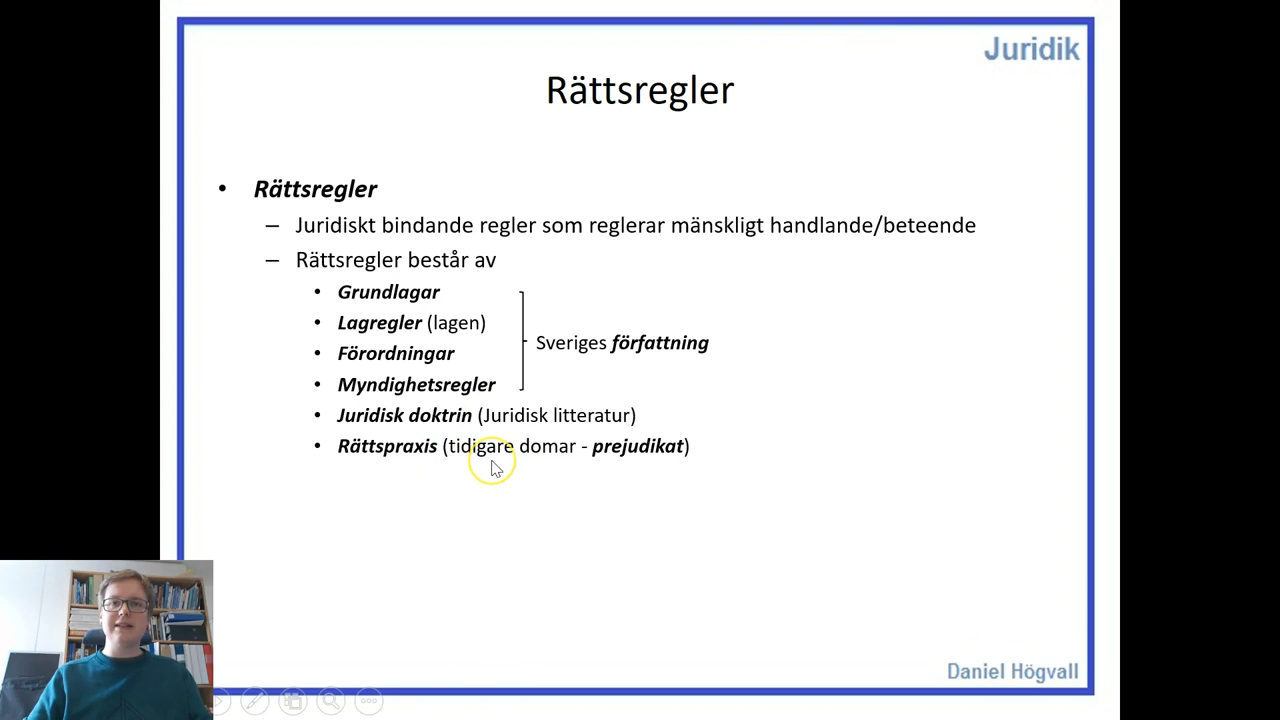 Juridik
Rättsregler
• Rättsregler
– Juridiskt bindande regler som reglerar mänskligt handlande/beteende
– Rättsregler består av
• Grundlagar
• Lagregler (lagen)
Sveriges författning
• Förordningar
• Myndighetsregler
• Juridisk doktrin (Juridisk litteratur)
• Rättspraxis (tidigare domar - prejudikat)
Daniel Högvall